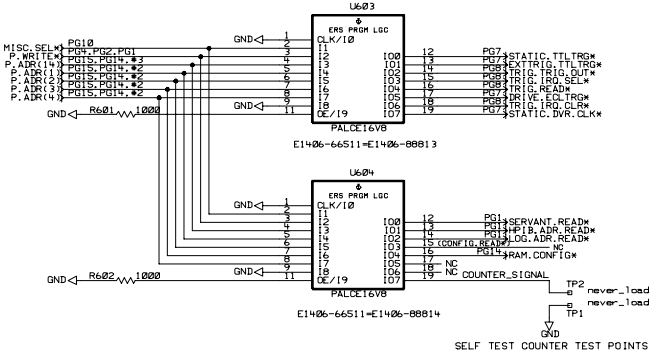 U603
ERS PRGM LGC
GND 1 CLK/I0
MISC.SEL* PG10 2 I1
P.WRITE* PG4.PG2.PG1 3 I2 IO0 12 PG7 STATIC.TTLTRG*
P.ADR(14) PG15.PG14.*3 4 I3 IO1 13 PG7 EXTTRIG.TTLTRG*
P.ADR(1) PG15.PG14.*2 5 I4 IO2 14 PG8 TRIG.TRIG.OUT*
P.ADR(2) PG15.PG14.*2 6 I5 IO3 15 PG8 TRIG.IRQ.SEL*
P.ADR(3) PG15.PG14.*2 7 I6 IO4 16 PG8 TRIG.READ*
P.ADR(4) PG15.PG14.*2 8 I7 IO5 17 PG7 DRIVE.ECLTRG*
GND 9 I8 IO6 18 PG8 TRIG.IRQ.CLR*
GND R601 1000 11 OE/I9 IO7 19 PG7 STATIC.DVR.CLK*
PALCE16V8
E1406-66511=E1406-88813
U604
ERS PRGM LGC
GND 1 CLK/I0
2 I1
3 I2 IO0 12 PG1 SERVANT.READ*
4 I3 IO1 13 PG1 HPIB.ADR.READ*
5 I4 IO2 14 PG1 LOG.ADR.READ*
6 I5 IO3 15 (CONFIG.READ*) NC
7 I6 IO4 16 PG14 RAM.CONFIG*
8 I7 IO5 17 NC
GND 9 I8 IO6 18 NC
GND R602 1000 11 OE/I9 IO7 19 COUNTER_SIGNAL
PALCE16V8
E1406-66511=E1406-88814
TP2 never_load
never_load
TP1
GND
SELF TEST COUNTER TEST POINTS